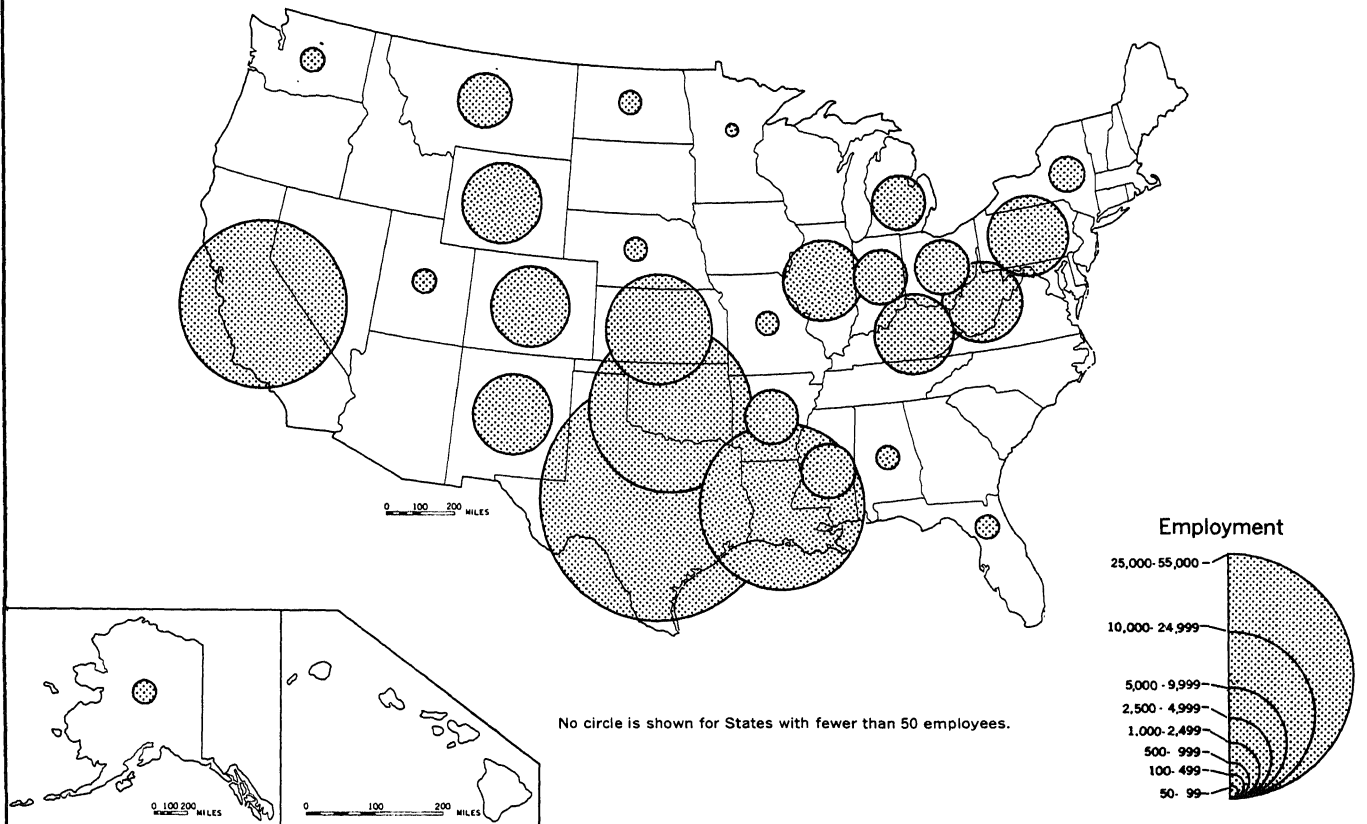 0 100 200 MILES
Employment
25,000-55,000
10,000- 24,999
5,000 - 9,999
2,500 - 4,999
1.000- 2,499
500- 999
100- 499
50- 99
No circle is shown for States with fewer than 50 employees.
0 100 200 MILES
0 100 200 MILES